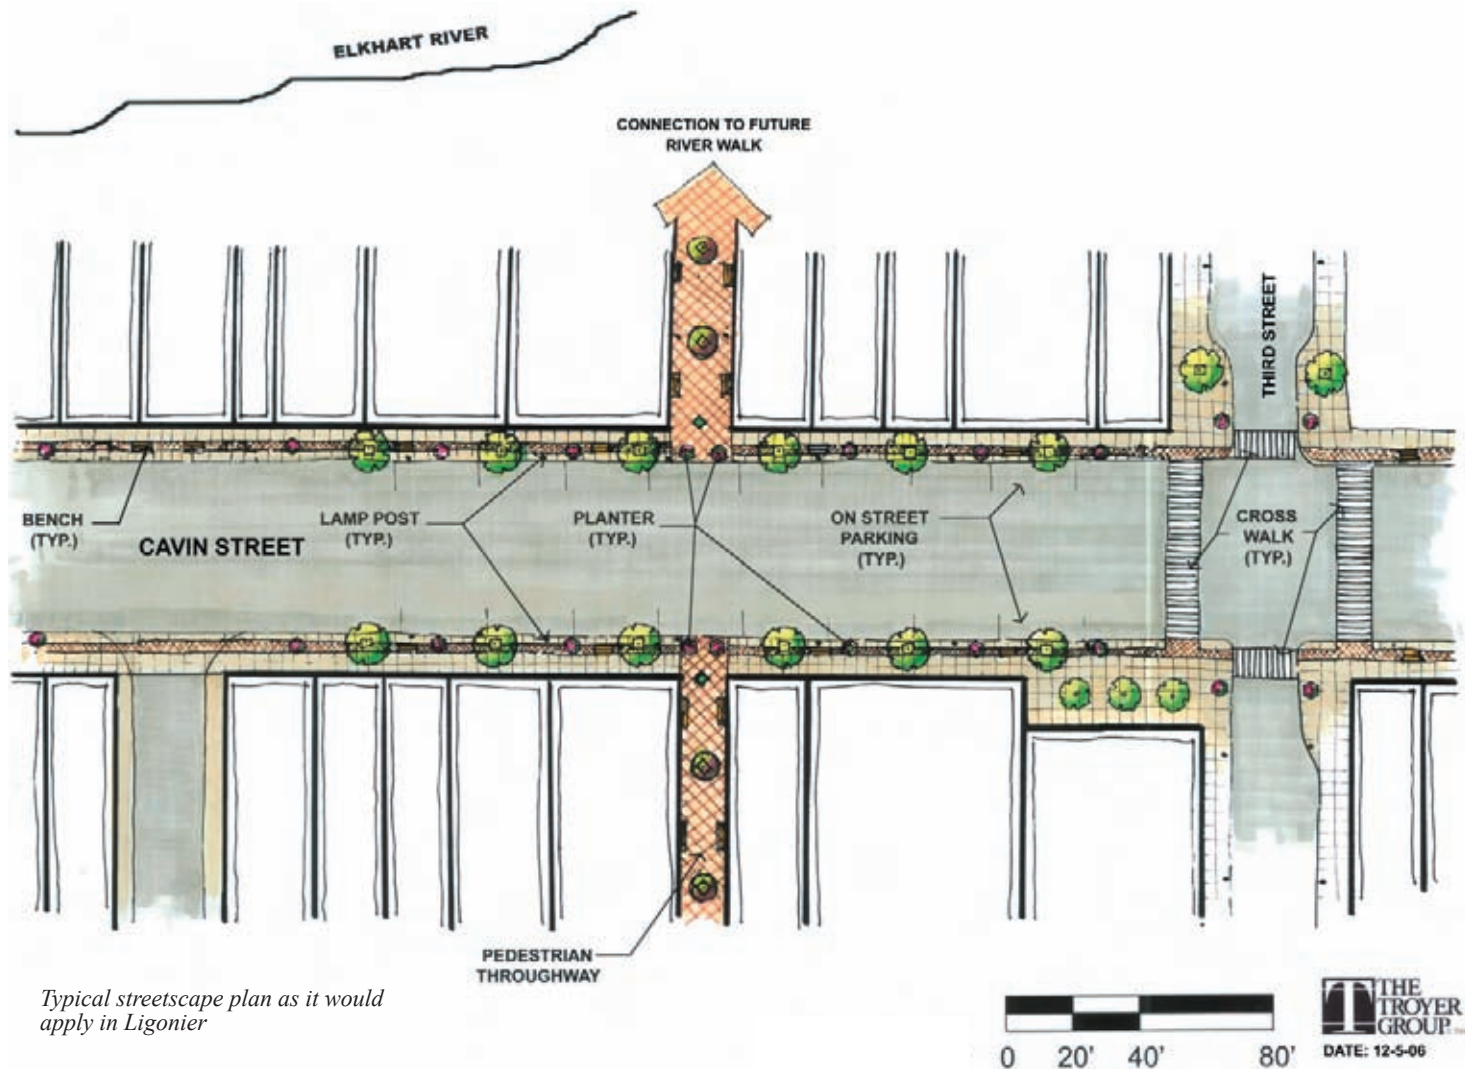 ELKHART RIVER
CONNECTION TO FUTURE
RIVER WALK
THIRD STREET
BENCH
(TYP.)
CAVIN STREET
LAMP POST
(TYP.)
PLANTER
(TYP.)
ON STREET
PARKING
(TYP.)
CROSS
WALK
(TYP.)
PEDESTRIAN
THROUGHWAY
Typical streetscape plan as it would
apply in Ligonier
0 20' 40' 80'
THE
TROYER
GROUP
DATE: 12-5-06